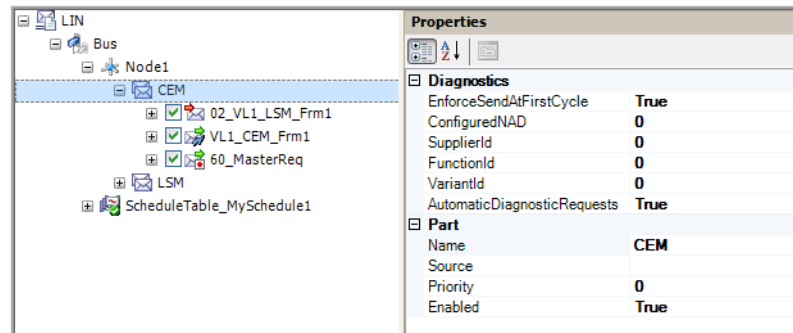 LIN
Bus
Node1
CEM
02_VL1_LSM_Frm1
VL1_CEM_Frm1
60_MasterReq
LSM
ScheduleTable_MySchedule1
Properties
Diagnostics
EnforceSendAtFirstCycle True
ConfiguredNAD 0
SupplierId 0
FunctionId 0
VariantId 0
AutomaticDiagnosticRequests True
Part
Name CEM
Source
Priority 0
Enabled True